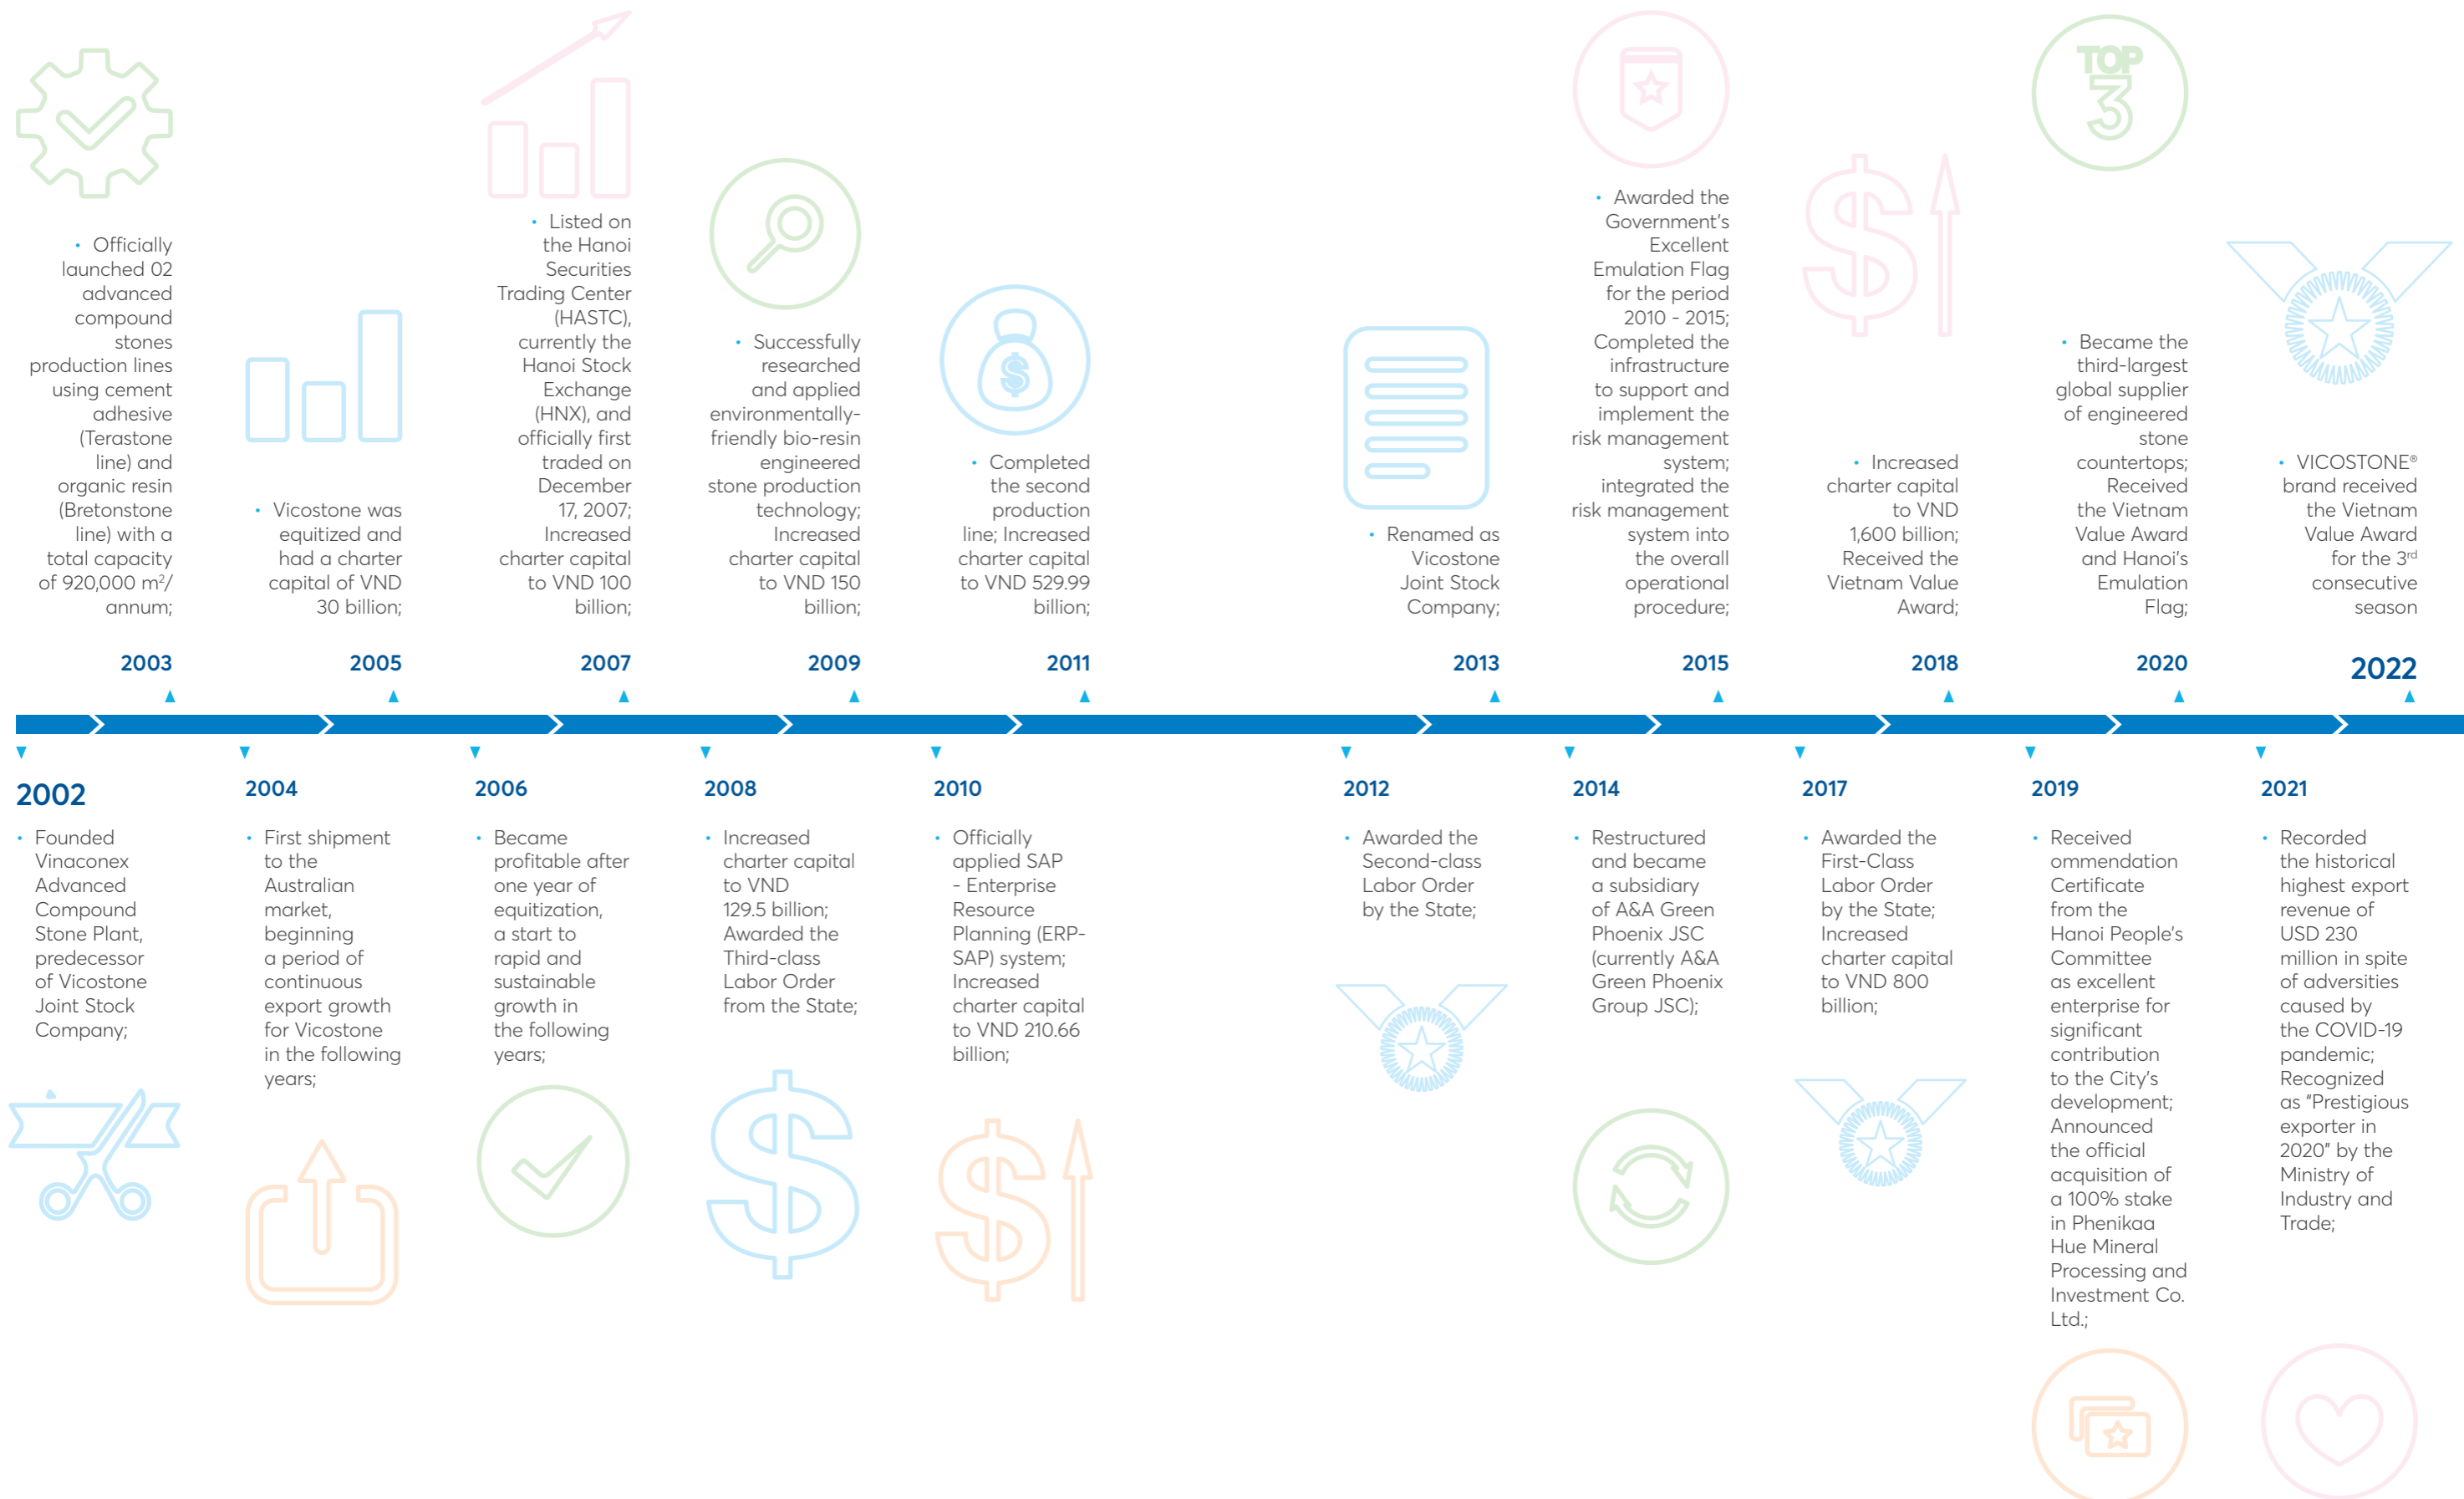 TOP
3
• Officially
launched 02
advanced
compound
stones
production lines
using cement
adhesive
(Terastone
line) and
organic resin
(Bretonstone
line) with a
total capacity
of 920,000 m²/
annum;
2003
• Vicostone was
equitized and
had a charter
capital of VND
30 billion;
2005
• Listed on
the Hanoi
Securities
Trading Center
(HASTC),
currently the
Hanoi Stock
Exchange
(HNX), and
officially first
traded on
December
17, 2007;
Increased
charter capital
to VND 100
billion;
2007
• Successfully
researched
and applied
environmentally-
friendly bio-resin
engineered
stone production
technology;
Increased
charter capital
to VND 150
billion;
2009
$
• Completed
the second
production
line; Increased
charter capital
to VND 529.99
billion;
2011
• Renamed as
Vicostone
Joint Stock
Company;
2013
• Awarded the
Government's
Excellent
Emulation Flag
for the period
2010 - 2015;
Completed the
infrastructure
to support and
implement the
risk management
system;
integrated the
risk management
system into
the overall
operational
procedure;
2015
$
• Increased
charter capital
to VND
1,600 billion;
Received the
Vietnam Value
Award;
2018
• Became the
third-largest
global supplier
of engineered
stone
countertops;
Received
the Vietnam
Value Award
and Hanoi's
Emulation
Flag;
2020
• VICOSTONE®
brand received
the Vietnam
Value Award
for the 3rd
consecutive
season
2022
2002
• Founded
Vinaconex
Advanced
Compound
Stone Plant,
predecessor
of Vicostone
Joint Stock
Company;
2004
• First shipment
to the
Australian
market,
beginning
a period of
continuous
export growth
for Vicostone
in the following
years;
2006
• Became
profitable after
one year of
equitization,
a start to
rapid and
sustainable
growth in
the following
years;
2008
• Increased
charter capital
to VND
129.5 billion;
Awarded the
Third-class
Labor Order
from the State;
$
2010
• Officially
applied SAP
- Enterprise
Resource
Planning (ERP-
SAP) system;
Increased
charter capital
to VND 210.66
billion;
$
2012
• Awarded the
Second-class
Labor Order
by the State;
2014
• Restructured
and became
a subsidiary
of A&A Green
Phoenix JSC
(currently A&A
Green Phoenix
Group JSC);
2017
• Awarded the
First-Class
Labor Order
by the State;
Increased
charter capital
to VND 800
billion;
2019
• Received
ommendation
Certificate
from the
Hanoi People's
Committee
as excellent
enterprise for
significant
contribution
to the City's
development;
Announced
the official
acquisition of
a 100% stake
in Phenikaa
Hue Mineral
Processing and
Investment Co.
Ltd.;
2021
• Recorded
the historical
highest export
revenue of
USD 230
million in spite
of adversities
caused by
the COVID-19
pandemic;
Recognized
as "Prestigious
exporter in
2020" by the
Ministry of
Industry and
Trade;